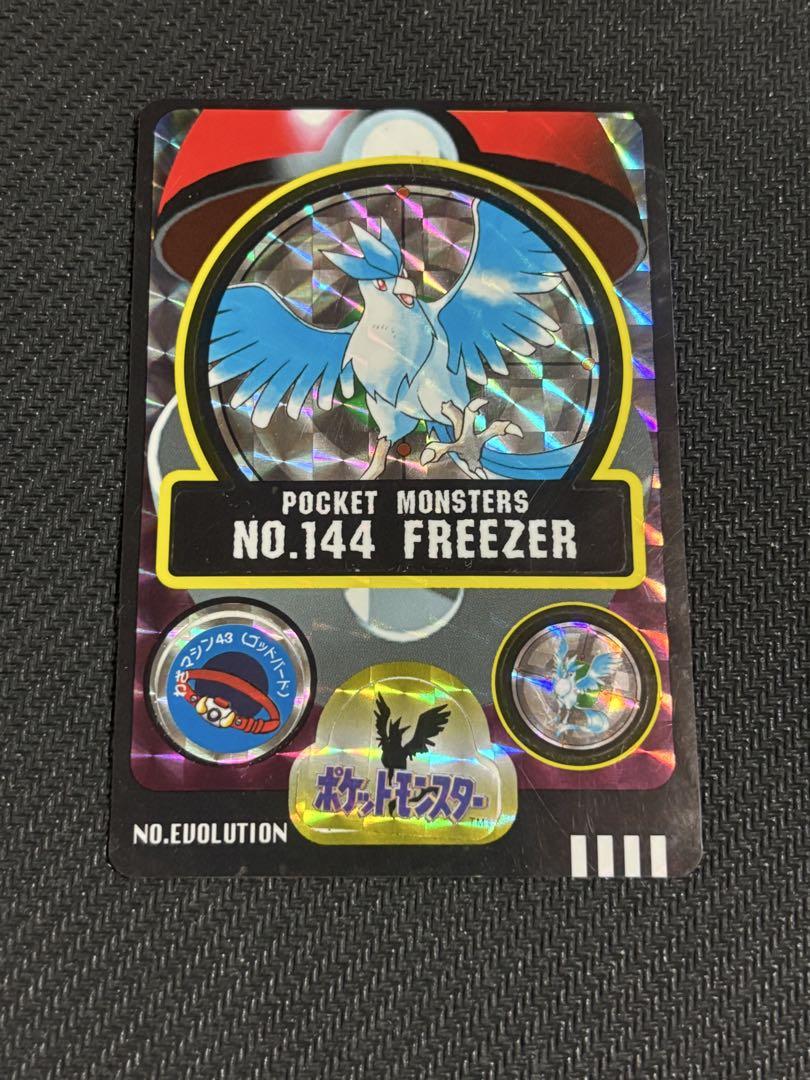 POCKET MONSTERS
NO.144 FREEZER
わざマシン43（ゴッドバード）
ポケットモンスター
TM
NO.EVOLUTION